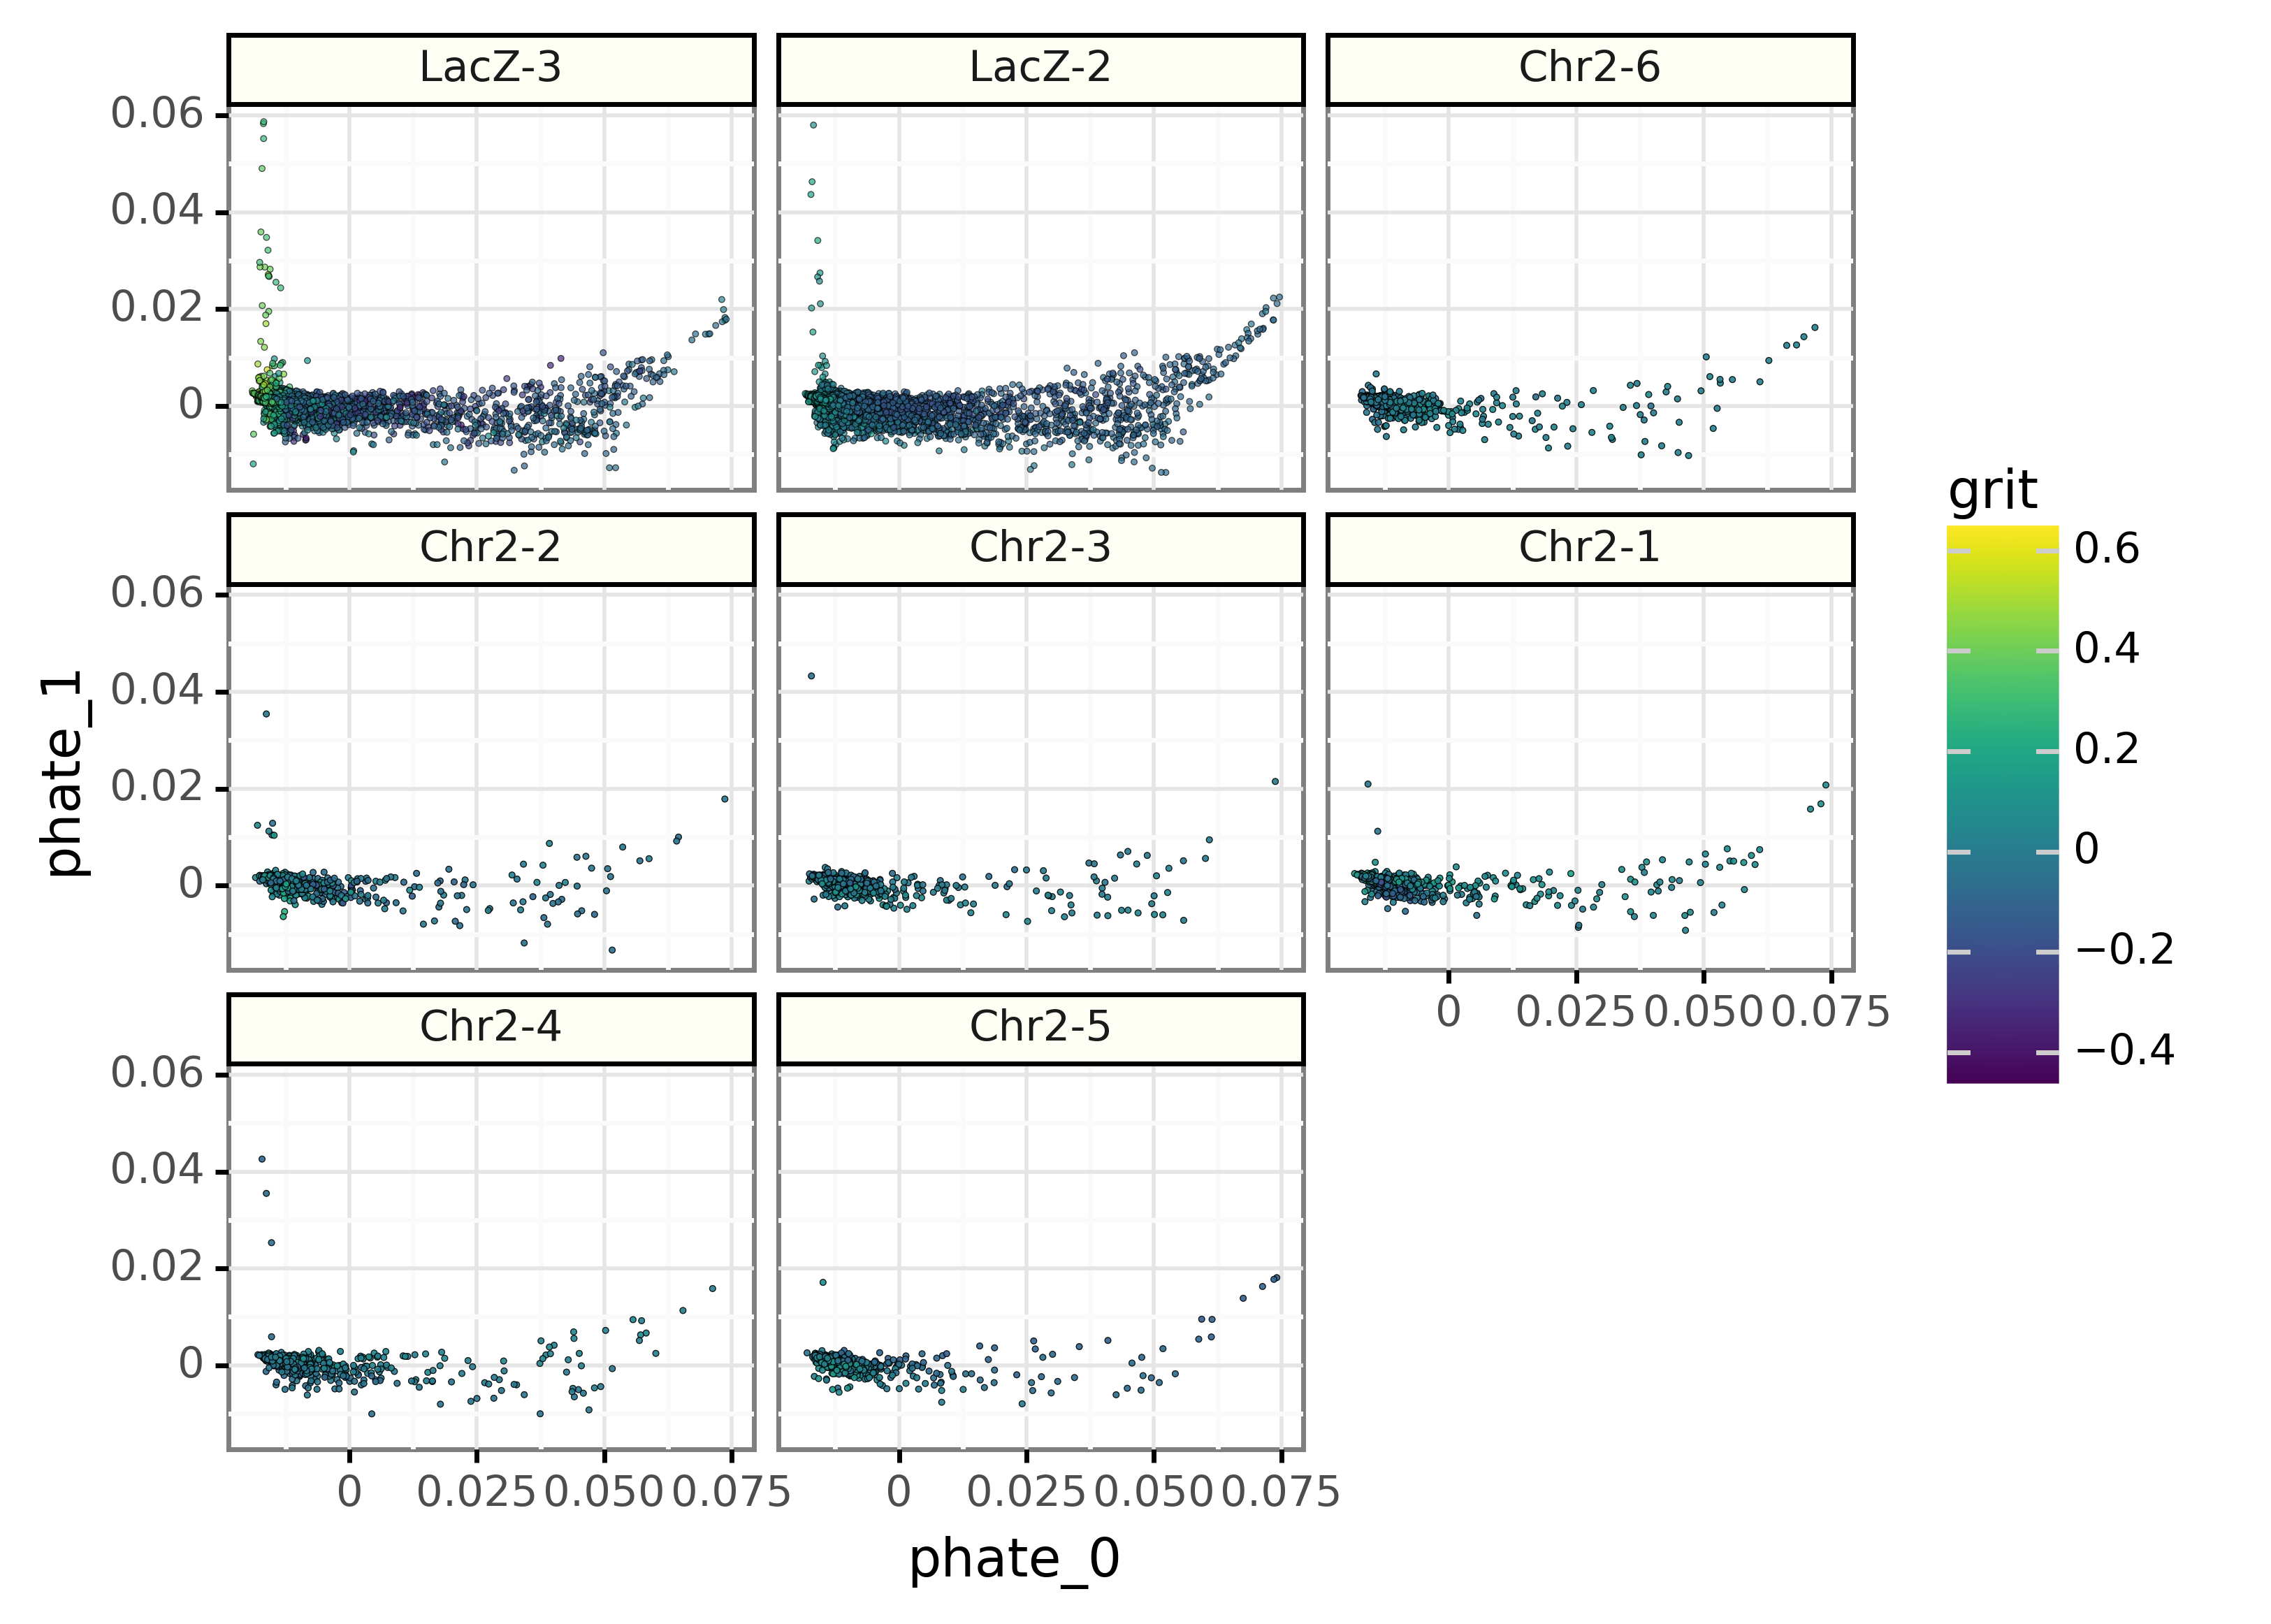 LacZ-3 LacZ-2 Chr2-6
0.06
0.04
0.02
0
Chr2-2 Chr2-3 Chr2-1
0.06
0.04
0.02
0
0 0.025 0.050 0.075
Chr2-4 Chr2-5
0.06
0.04
0.02
0
0 0.025 0.050 0.075 0 0.025 0.050 0.075
phate_0
phate_1
grit
0.6
0.4
0.2
0
−0.2
−0.4